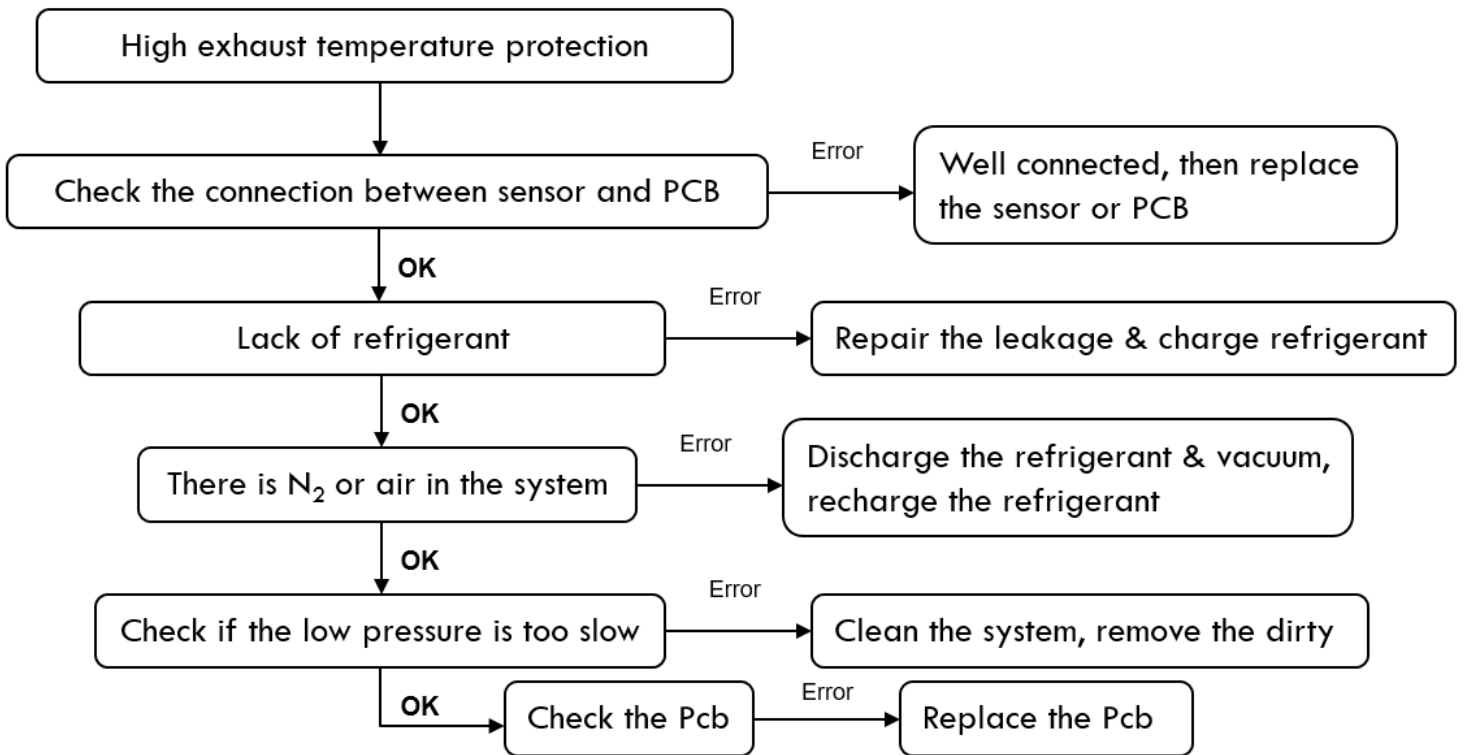 High exhaust temperature protection
Check the connection between sensor and PCB
Error
Well connected, then replace
the sensor or PCB
OK
Lack of refrigerant
Error
Repair the leakage & charge refrigerant
OK
There is N₂ or air in the system
Error
Discharge the refrigerant & vacuum,
recharge the refrigerant
OK
Check if the low pressure is too slow
Error
Clean the system, remove the dirty
OK
Check the Pcb
Error
Replace the Pcb